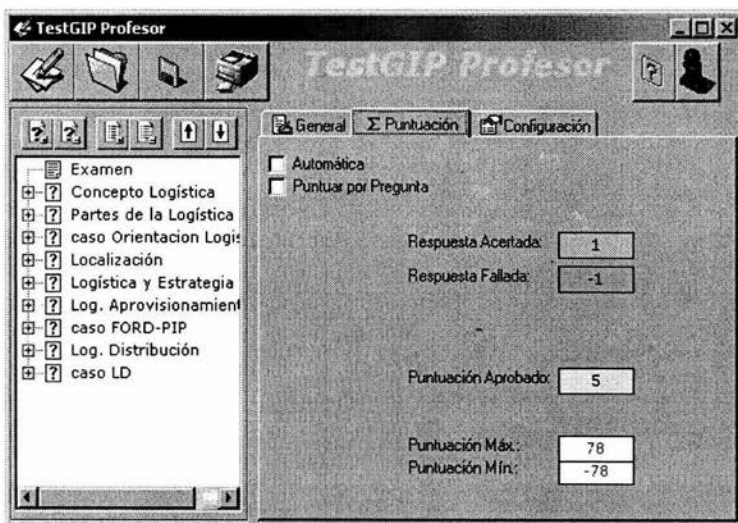 TestGIP Profesor
TestGIP Profesor
General
Σ Puntuación
Configuración
Examen
Concepto Logística
Partes de la Logística
caso Orientacion Logis
Localización
Logística y Estrategia
Log. Aprovisionamient
caso FORD-PIP
Log. Distribución
caso LD
Automática
Puntuar por Pregunta
Respuesta Acertada: 1
Respuesta Fallada: -1
Puntuación Aprobado: 5
Puntuación Máx.: 78
Puntuación Mín.: -78